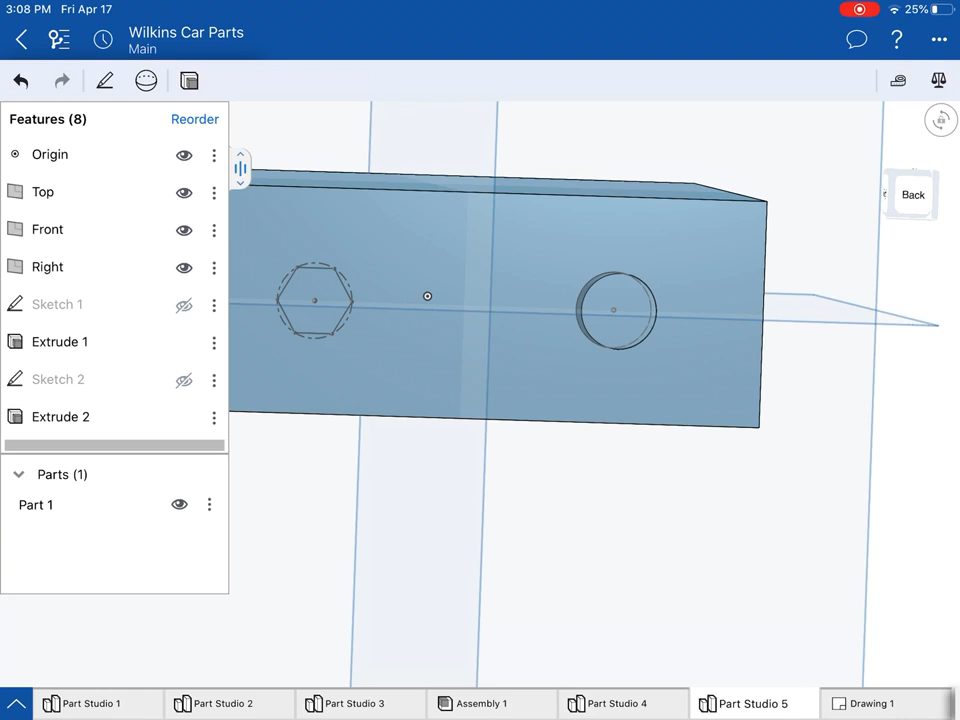 3:08 PM Fri Apr 17
25%
Wilkins Car Parts
Main
?
Features (8)
Reorder
Origin
Top
Front
Right
Sketch 1
Extrude 1
Sketch 2
Extrude 2
Parts (1)
Part 1
Back
Part Studio 1
Part Studio 2
Part Studio 3
Assembly 1
Part Studio 4
Part Studio 5
Drawing 1